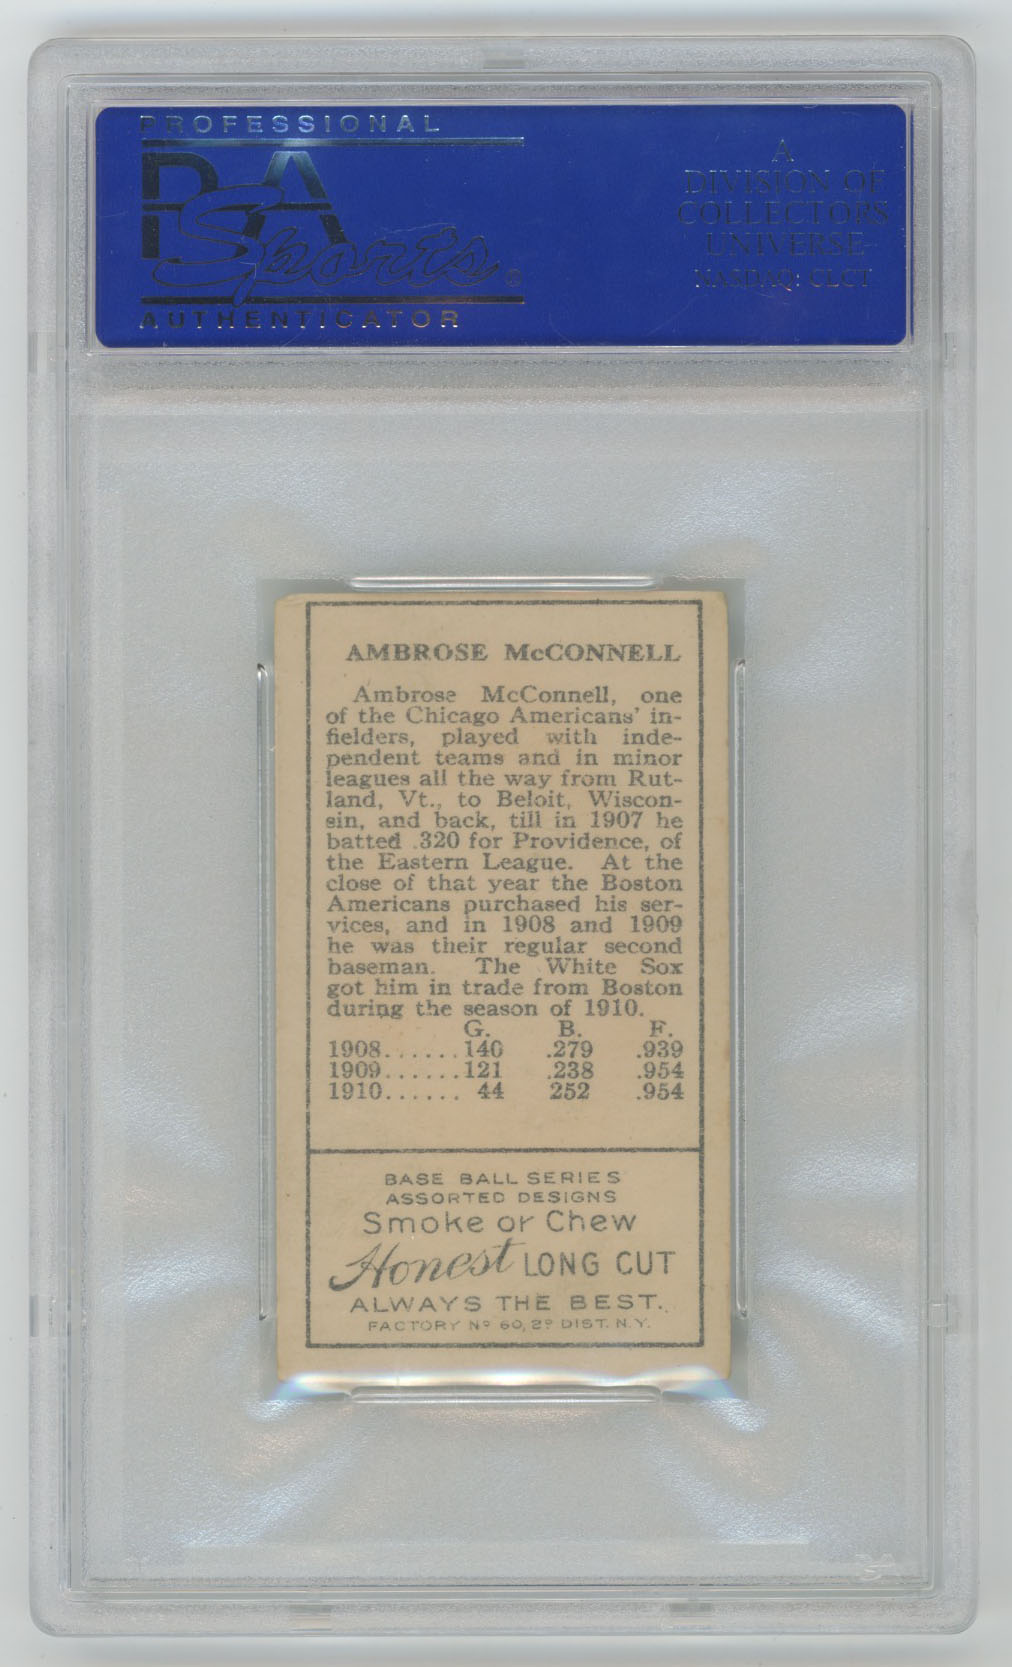 PROFESSIONAL
PSA
Sports®
AUTHENTICATOR
A
DIVISION OF
COLLECTORS
UNIVERSE
NASDAQ: CLCT
AMBROSE McCONNELL
Ambrose McConnell, one
of the Chicago Americans' in-
fielders, played with inde-
pendent teams and in minor
leagues all the way from Rut-
land, Vt., to Beloit, Wiscon-
sin, and back, till in 1907 he
batted .320 for Providence, of
the Eastern League. At the
close of that year the Boston
Americans purchased his ser-
vices, and in 1908 and 1909
he was their regular second
baseman. The White Sox
got him in trade from Boston
during the season of 1910.
G. B. F.
1908......140 .279 .939
1909......121 .238 .954
1910...... 44 252 .954
BASE BALL SERIES
ASSORTED DESIGNS
Smoke or Chew
Honest LONG CUT
ALWAYS THE BEST.
FACTORY Nº 60, 2º DIST. N.Y.